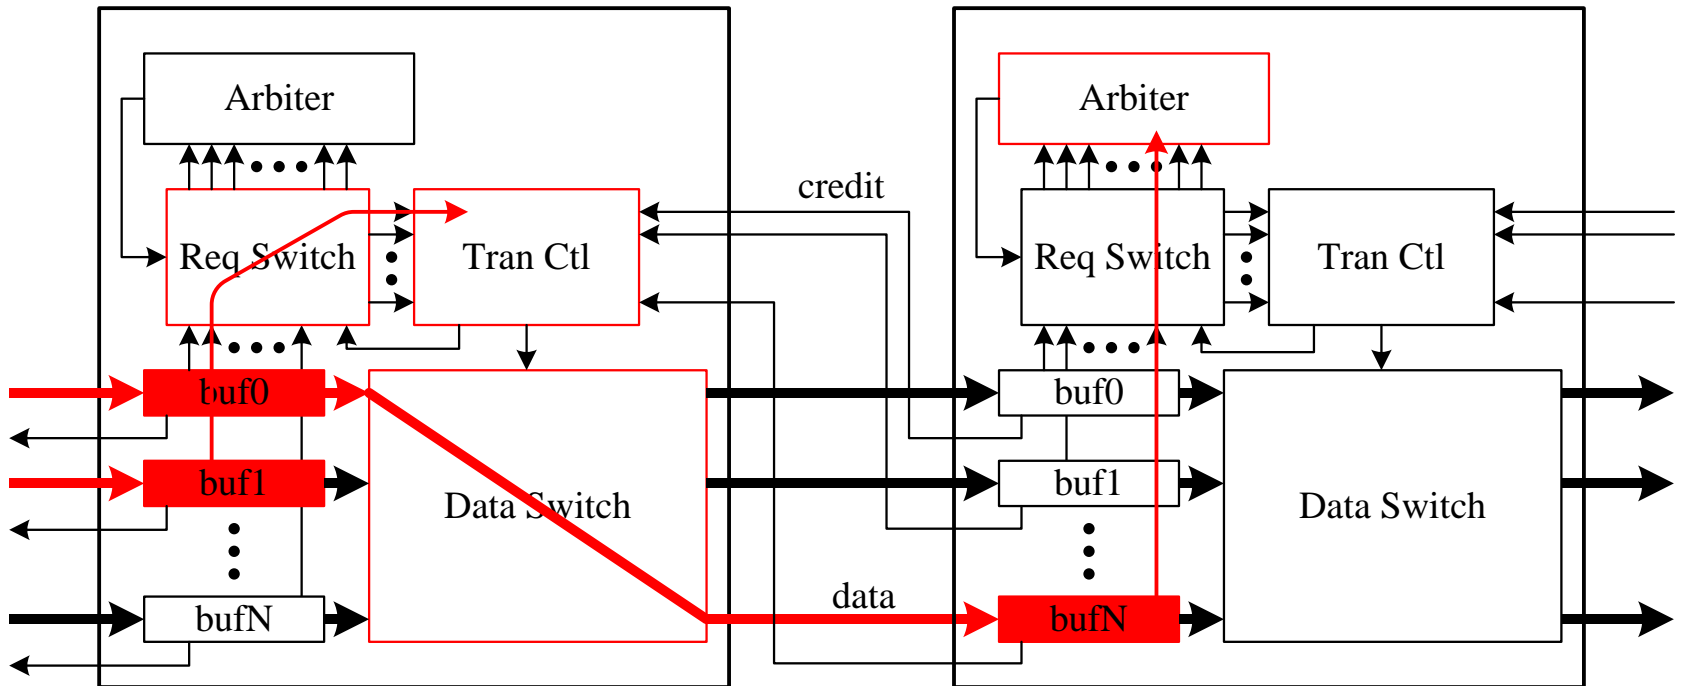 Arbiter
Arbiter
credit
Req Switch
Tran Ctl
Req Switch
Tran Ctl
buf0
buf0
buf1
Data Switch
buf1
Data Switch
data
bufN
bufN